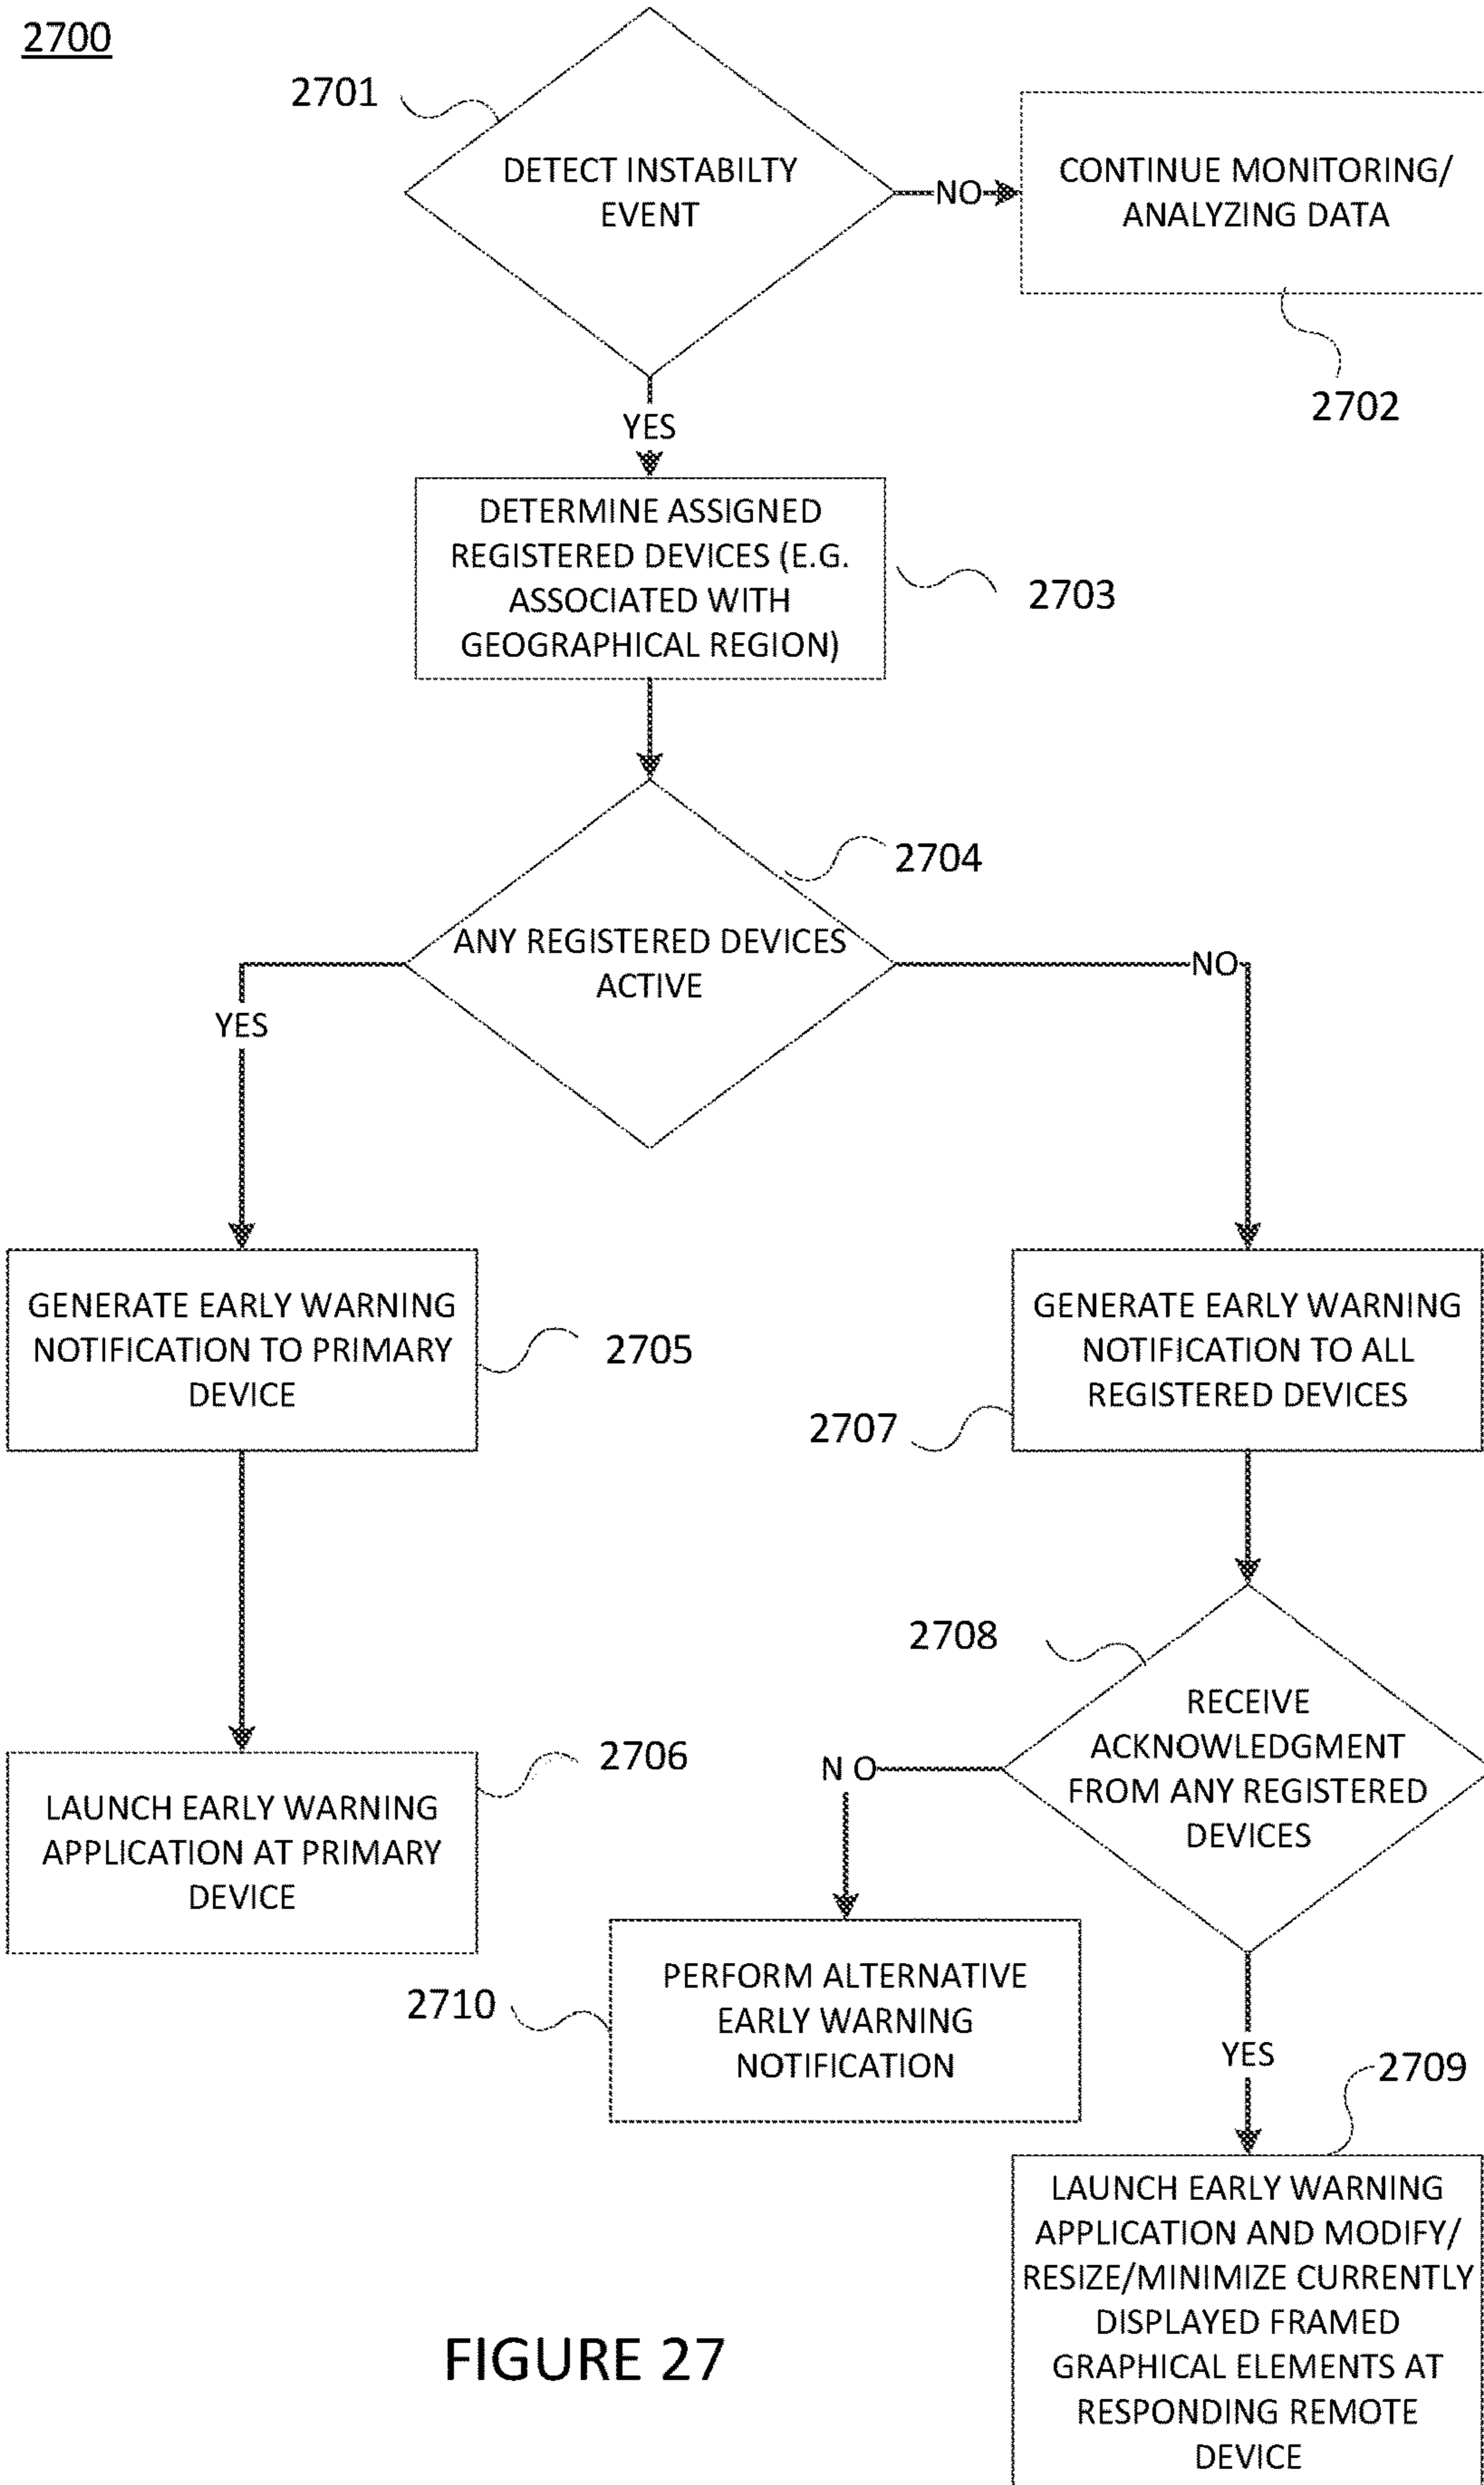 2700
2701
DETECT INSTABILTY
EVENT
NO
CONTINUE MONITORING/
ANALYZING DATA
2702
YES
DETERMINE ASSIGNED
REGISTERED DEVICES (E.G.
ASSOCIATED WITH
GEOGRAPHICAL REGION)
2703
2704
ANY REGISTERED DEVICES
ACTIVE
NO
YES
GENERATE EARLY WARNING
NOTIFICATION TO PRIMARY
DEVICE
2705
GENERATE EARLY WARNING
NOTIFICATION TO ALL
REGISTERED DEVICES
2707
2708
RECEIVE
ACKNOWLEDGMENT
FROM ANY REGISTERED
DEVICES
N O
2706
LAUNCH EARLY WARNING
APPLICATION AT PRIMARY
DEVICE
PERFORM ALTERNATIVE
EARLY WARNING
NOTIFICATION
2710
YES
2709
LAUNCH EARLY WARNING
APPLICATION AND MODIFY/
RESIZE/MINIMIZE CURRENTLY
DISPLAYED FRAMED
GRAPHICAL ELEMENTS AT
RESPONDING REMOTE
DEVICE
FIGURE 27